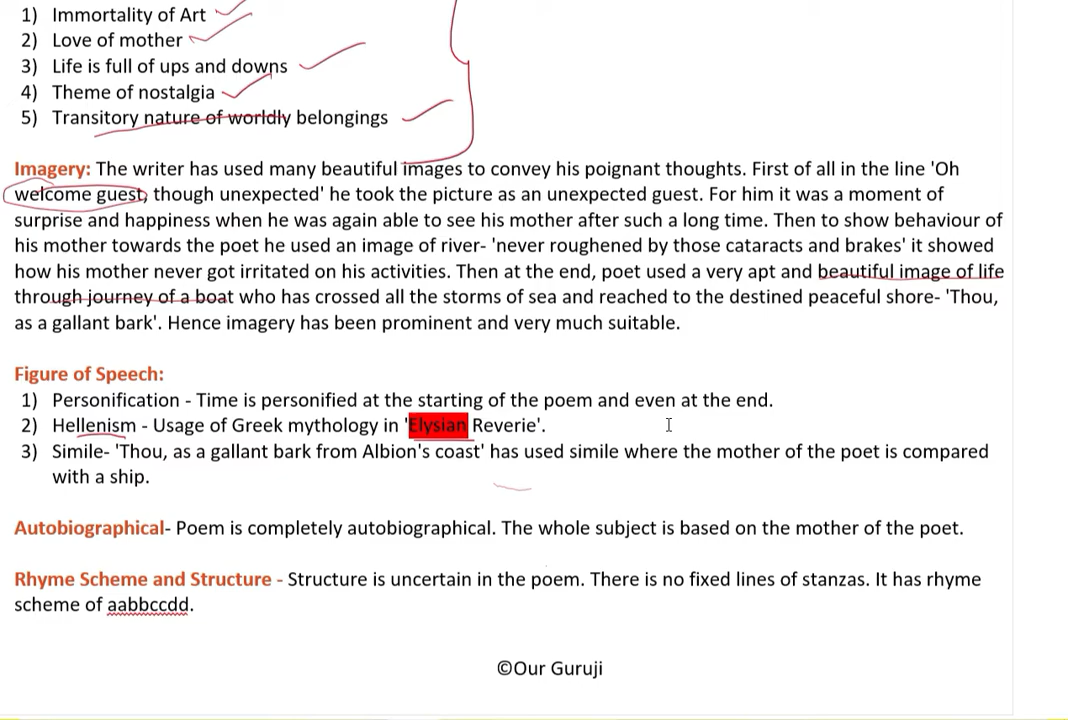 1) Immortality of Art
2) Love of mother
3) Life is full of ups and downs
4) Theme of nostalgia
5) Transitory nature of worldly belongings
Imagery: The writer has used many beautiful images to convey his poignant thoughts. First of all in the line 'Oh
welcome guest, though unexpected' he took the picture as an unexpected guest. For him it was a moment of
surprise and happiness when he was again able to see his mother after such a long time. Then to show behaviour of
his mother towards the poet he used an image of river- 'never roughened by those cataracts and brakes' it showed
how his mother never got irritated on his activities. Then at the end, poet used a very apt and beautiful image of life
through journey of a boat who has crossed all the storms of sea and reached to the destined peaceful shore- 'Thou,
as a gallant bark'. Hence imagery has been prominent and very much suitable.
Figure of Speech:
1) Personification - Time is personified at the starting of the poem and even at the end.
2) Hellenism - Usage of Greek mythology in 'Elysian Reverie'.
3) Simile- 'Thou, as a gallant bark from Albion's coast' has used simile where the mother of the poet is compared
with a ship.
Autobiographical- Poem is completely autobiographical. The whole subject is based on the mother of the poet.
Rhyme Scheme and Structure - Structure is uncertain in the poem. There is no fixed lines of stanzas. It has rhyme
scheme of aabbccdd.
©Our Guruji